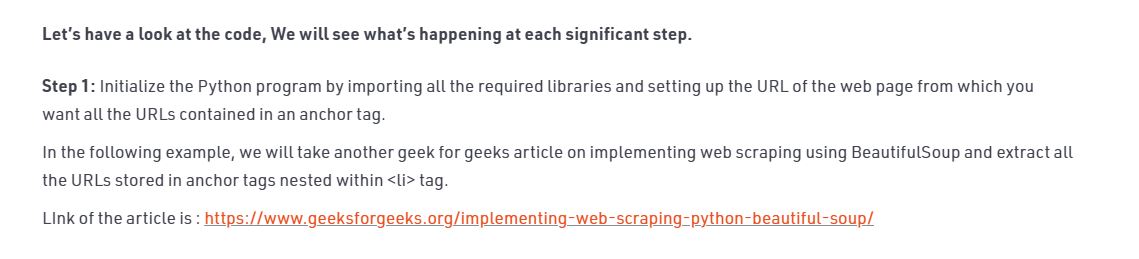 Let's have a look at the code, We will see what's happening at each significant step.
Step 1: Initialize the Python program by importing all the required libraries and setting up the URL of the web page from which you
want all the URLs contained in an anchor tag.
In the following example, we will take another geek for geeks article on implementing web scraping using BeautifulSoup and extract all
the URLs stored in anchor tags nested within <li> tag.
LInk of the article is : https://www.geeksforgeeks.org/implementing-web-scraping-python-beautiful-soup/